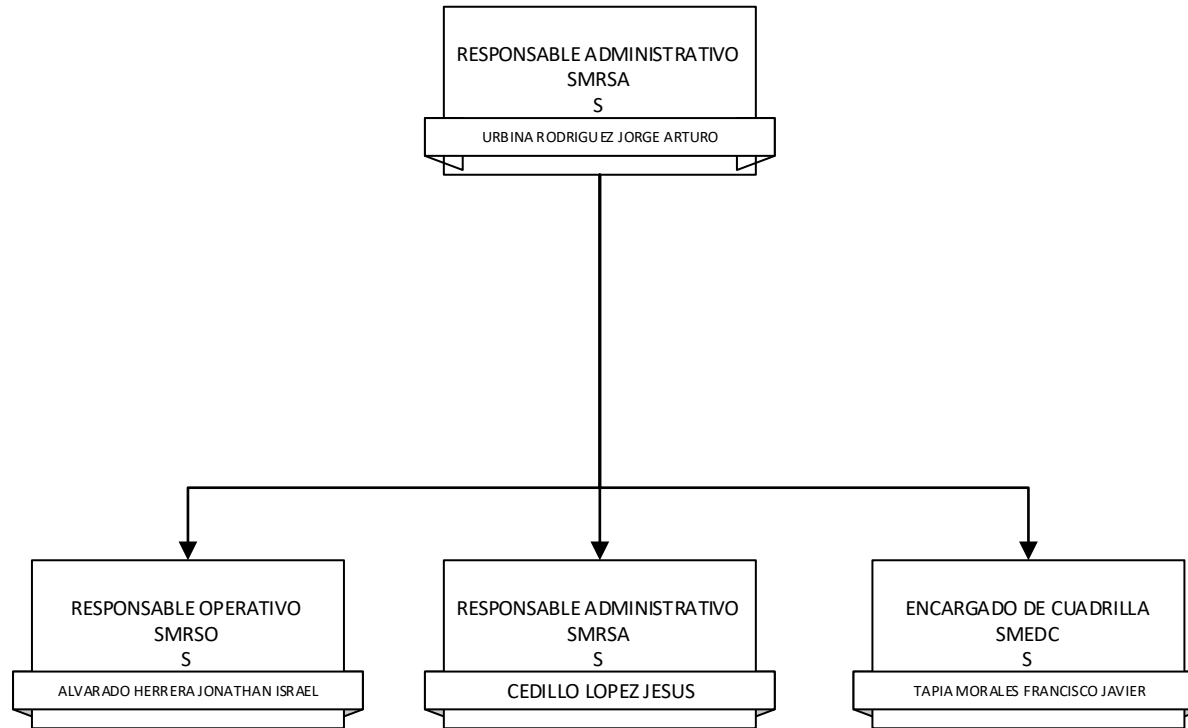 RESPONSABLE ADMINISTRATIVO
SMRSA
S
URBINA RODRIGUEZ JORGE ARTURO
RESPONSABLE OPERATIVO
SMRSO
S
ALVARADO HERRERA JONATHAN ISRAEL
RESPONSABLE ADMINISTRATIVO
SMRSA
S
CEDILLO LOPEZ JESUS
ENCARGADO DE CUADRILLA
SMEDC
S
TAPIA MORALES FRANCISCO JAVIER